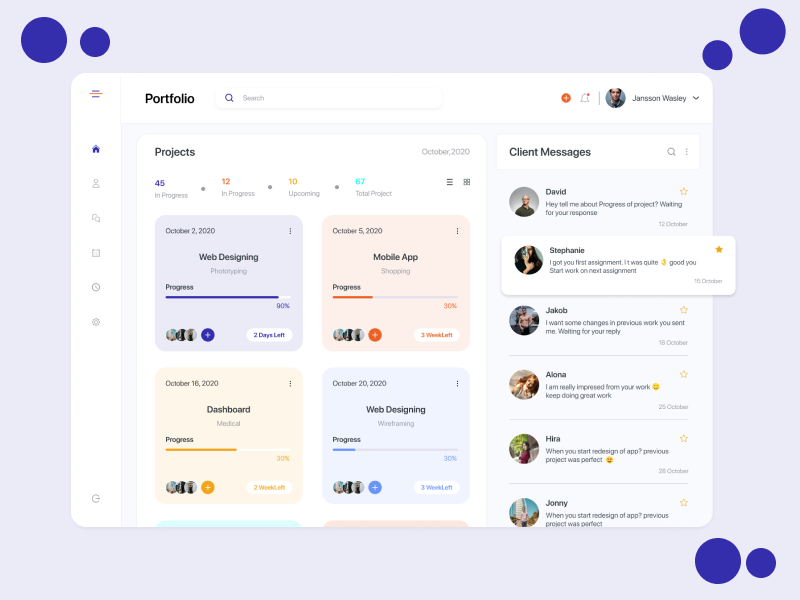 Portfolio
Search
Jansson Wasley
Projects
October,2020
45
In Progress
12
In Progress
10
Upcoming
67
Total Project
October 2, 2020
Web Designing
Phototyping
Progress
90%
2 Days Left
October 5, 2020
Mobile App
Shopping
Progress
30%
3 WeekLeft
October 16, 2020
Dashboard
Medical
Progress
30%
2 WeekLeft
October 20, 2020
Web Designing
Wireframing
Progress
30%
3 WeekLeft
Client Messages
David
Hey tell me about Progress of project? Waiting
for your response
12 October
Stephanie
I got you first assignment. I t was quite 👌 good you
Start work on next assignment
15 October
Jakob
I want some changes in previous work you sent
me. Waiting for your reply
18 October
Alona
I am really impresed from your work 😊
keep doing great work
25 October
Hira
When you start redesign of app? previous
project was perfect 😍
28 October
Jonny
When you start redesign of app? previous
project was perfect